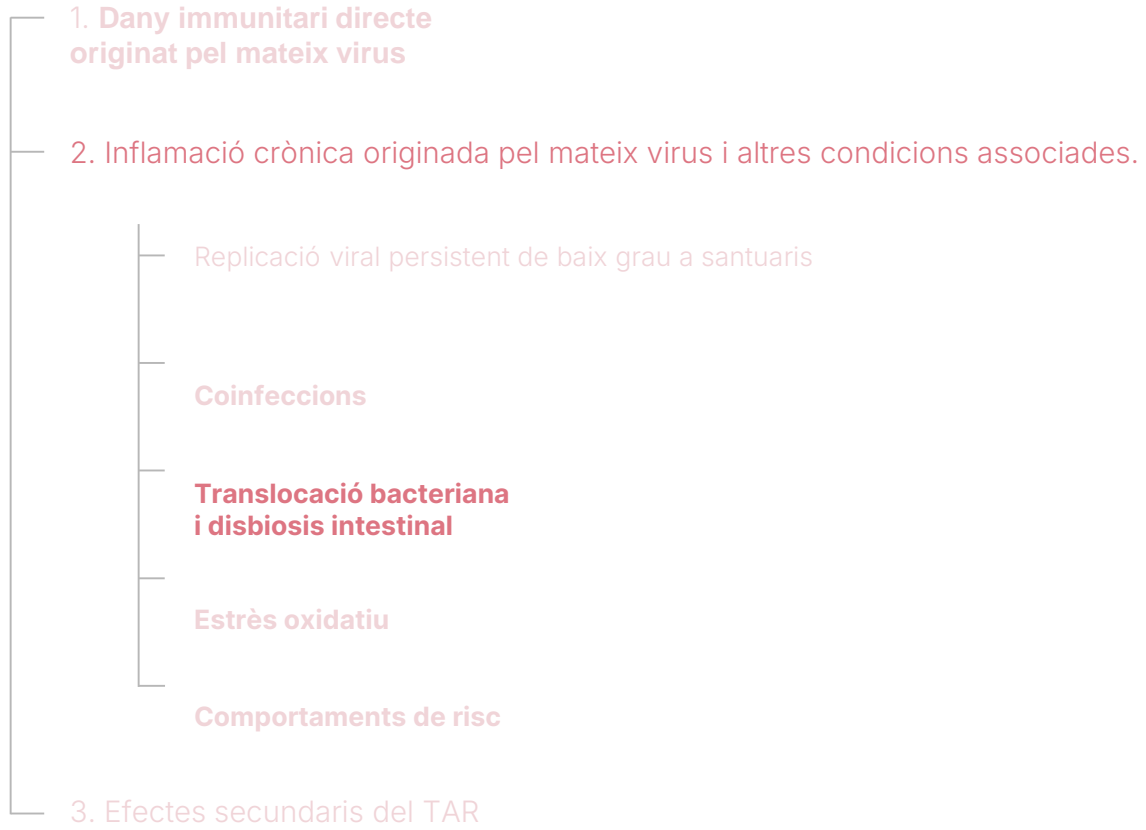 1. Dany immunitari directe
originat pel mateix virus
2. Inflamació crònica originada pel mateix virus i altres condicions associades.
Replicació viral persistent de baix grau a santuaris
Coinfeccions
Translocació bacteriana
i disbiosis intestinal
Estrès oxidatiu
Comportaments de risc
3. Efectes secundaris del TAR